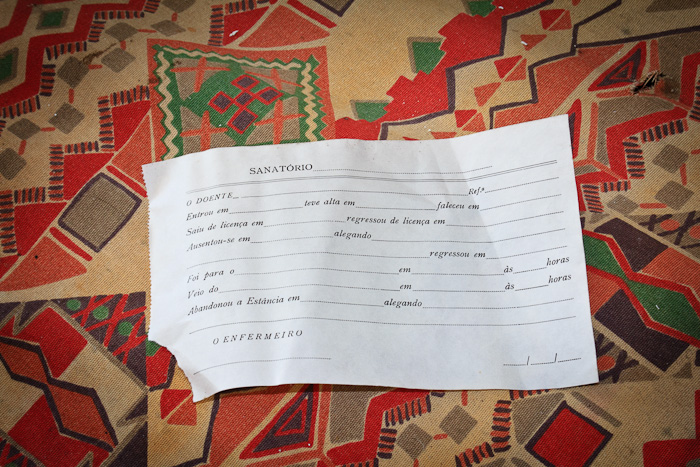 SANATÓRIO
O DOENTE Ref.ª
Entrou em teve alta em faleceu em
Saiu de licença em regressou de licença em
Ausentou-se em alegando
regressou em
Foi para o em às horas
Veio do em às horas
Abandonou a Estância em alegando
O ENFERMEIRO
/ /